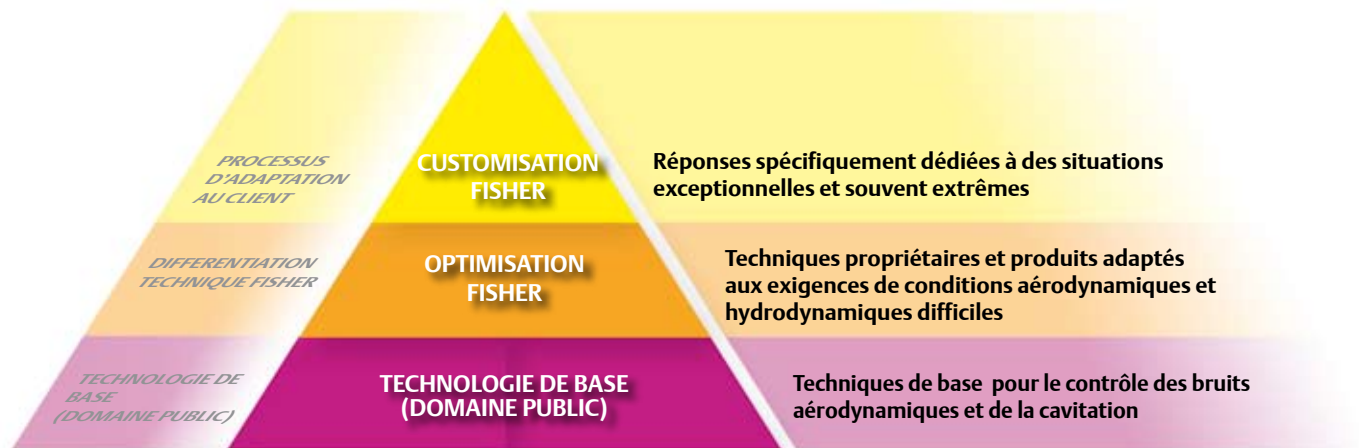 PROCESSUS
D'ADAPTATION
AU CLIENT
CUSTOMISATION
FISHER
Réponses spécifiquement dédiées à des situations
exceptionnelles et souvent extrêmes
DIFFERENTIATION
TECHNIQUE FISHER
OPTIMISATION
FISHER
Techniques propriétaires et produits adaptés
aux exigences de conditions aérodynamiques et
hydrodynamiques difficiles
TECHNOLOGIE DE
BASE
(DOMAINE PUBLIC)
TECHNOLOGIE DE BASE
(DOMAINE PUBLIC)
Techniques de base pour le contrôle des bruits
aérodynamiques et de la cavitation